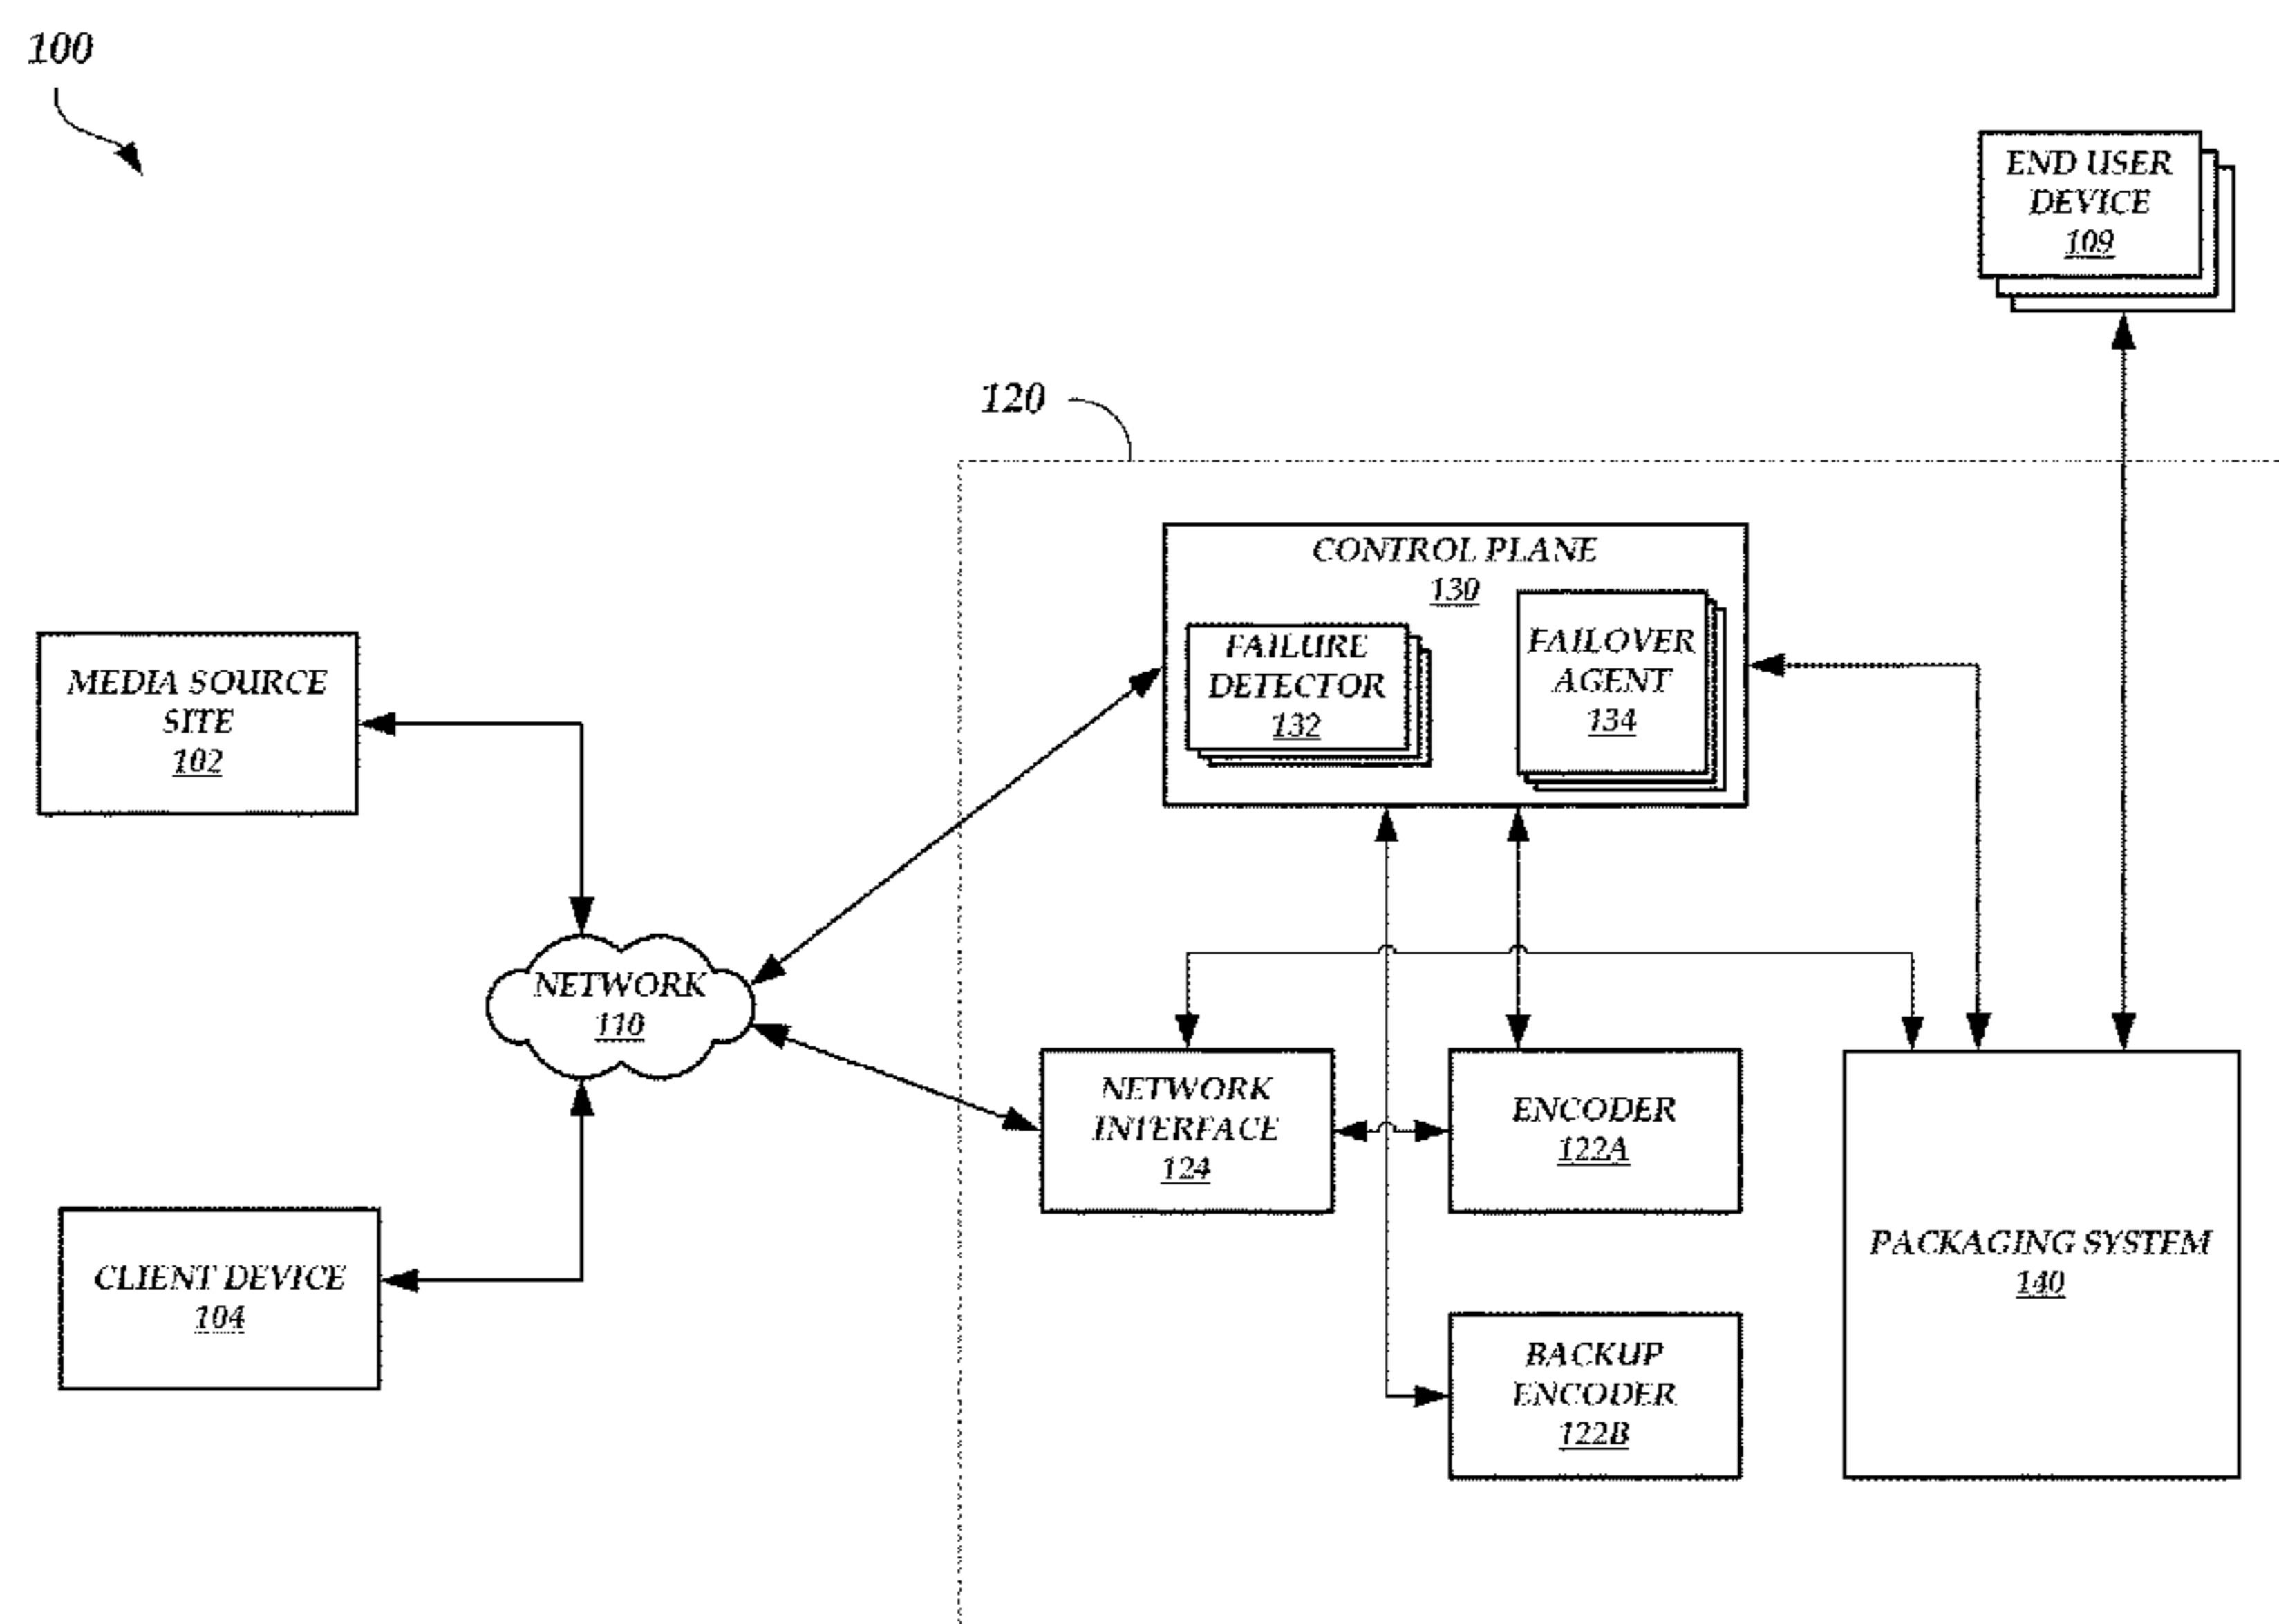 100
END USER
DEVICE
109
120
CONTROL PLANE
130
FAILURE
DETECTOR
132
FAILOVER
AGENT
134
MEDIA SOURCE
SITE
102
NETWORK
110
NETWORK
INTERFACE
124
ENCODER
122A
CLIENT DEVICE
104
BACKUP
ENCODER
122B
PACKAGING SYSTEM
140